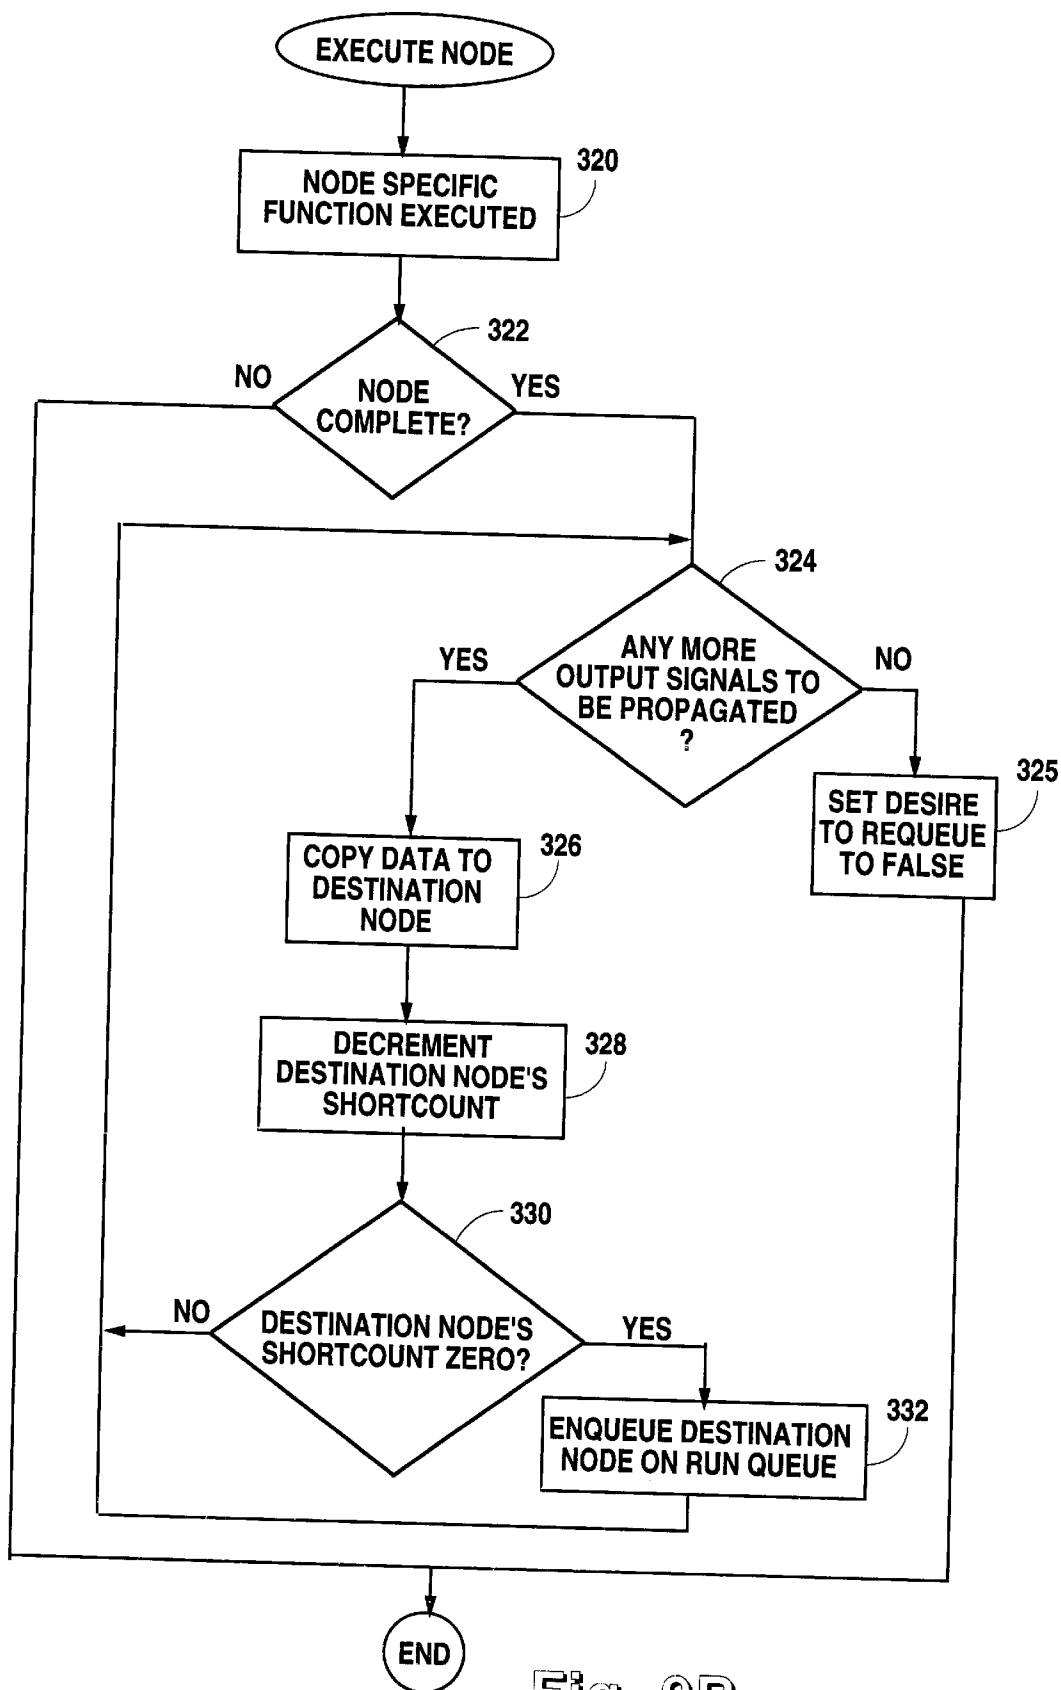 EXECUTE NODE
NODE SPECIFIC
FUNCTION EXECUTED
320
322
NO
YES
NODE
COMPLETE?
324
YES
NO
ANY MORE
OUTPUT SIGNALS TO
BE PROPAGATED
?
325
SET DESIRE
TO REQUEUE
TO FALSE
326
COPY DATA TO
DESTINATION
NODE
328
DECREMENT
DESTINATION NODE'S
SHORTCOUNT
330
NO
YES
DESTINATION NODE'S
SHORTCOUNT ZERO?
332
ENQUEUE DESTINATION
NODE ON RUN QUEUE
END